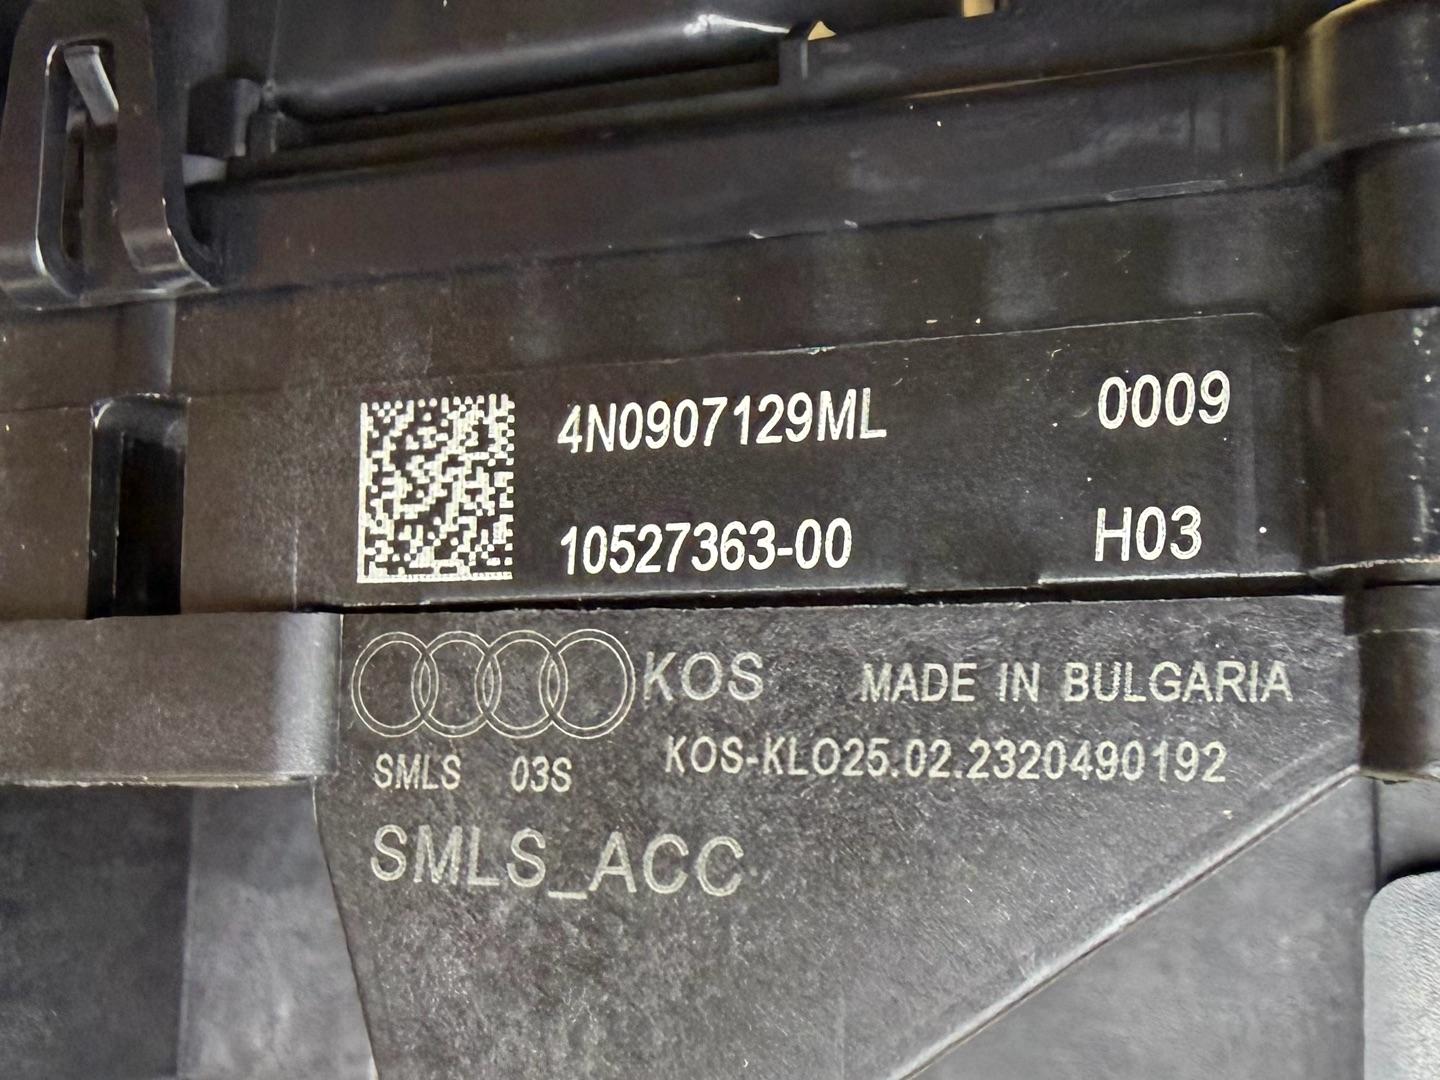 4N0907129ML 0009
10527363-00 H03
KOS MADE IN BULGARIA
SMLS 03S KOS-KLO25.02.2320490192
SMLS_ACC